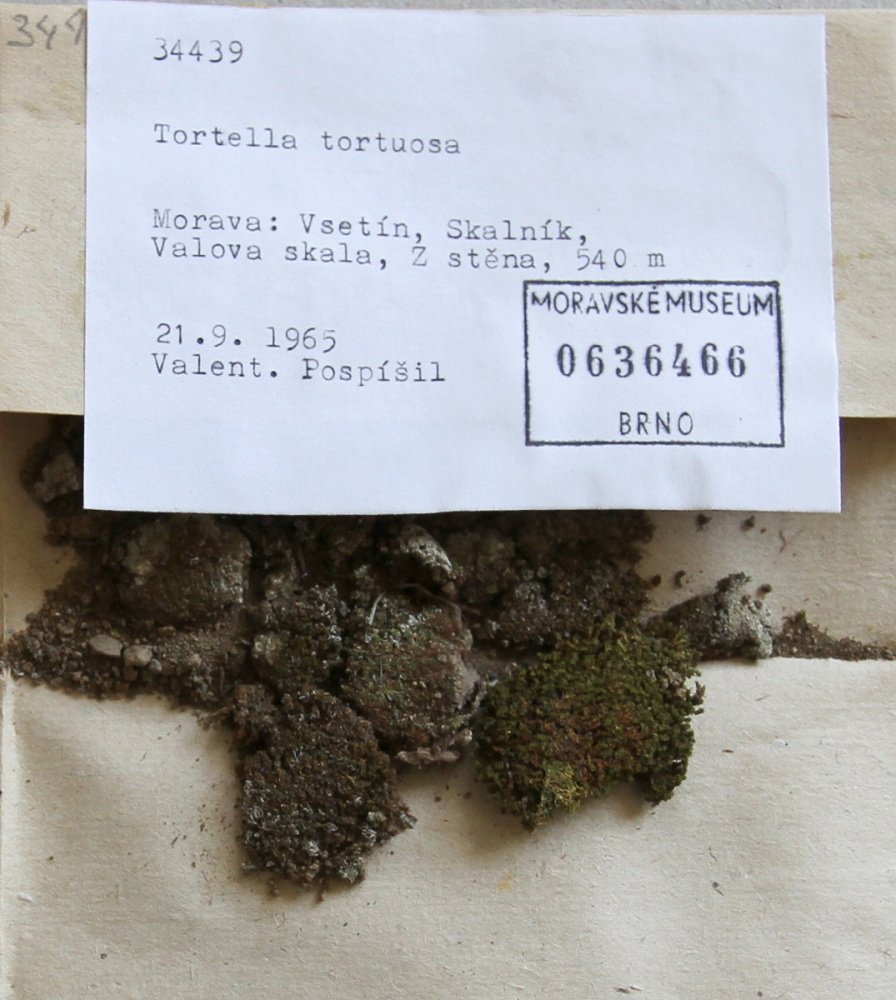 34439
Tortella tortuosa
Morava: Vsetín, Skalník,
Valova skala, Z stěna, 540 m
21.9. 1965
Valent. Pospíšil
MORAVSKÉ MUSEUM
0636466
BRNO